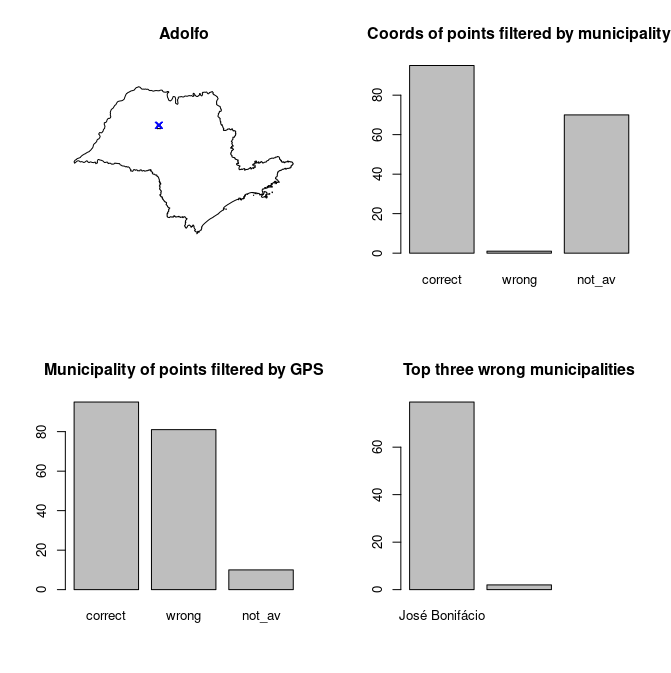 Adolfo
Coords of points filtered by municipality
0
20
40
60
80
correct
wrong
not_av
Municipality of points filtered by GPS
0
20
40
60
80
correct
wrong
not_av
Top three wrong municipalities
0
20
40
60
José Bonifácio